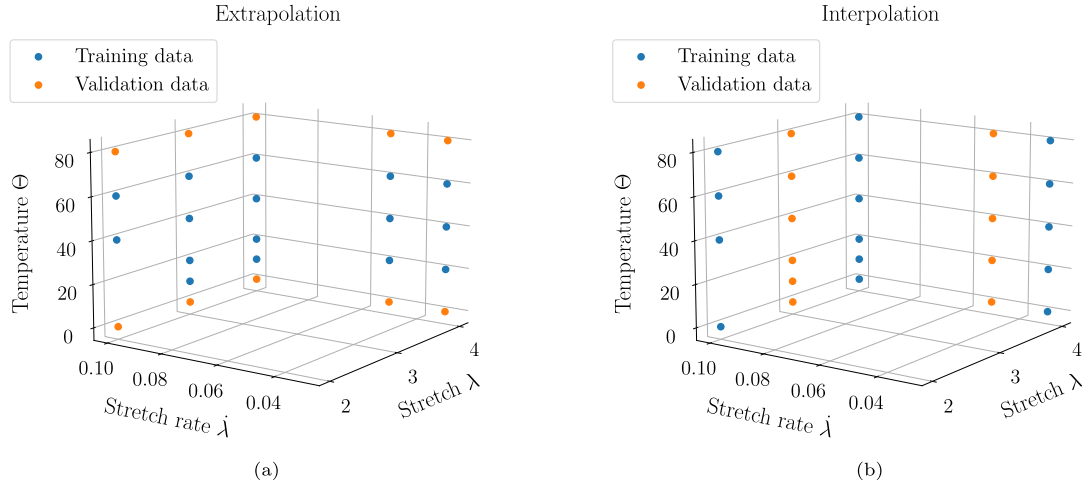 Extrapolation
Training data
Validation data
80
60
40
20
0
Temperature Θ
0.10
0.08
0.06
0.04
Stretch rate λ̇
2
3
4
Stretch λ
(a)
Interpolation
Training data
Validation data
80
60
40
20
0
Temperature Θ
0.10
0.08
0.06
0.04
Stretch rate λ̇
2
3
4
Stretch λ
(b)